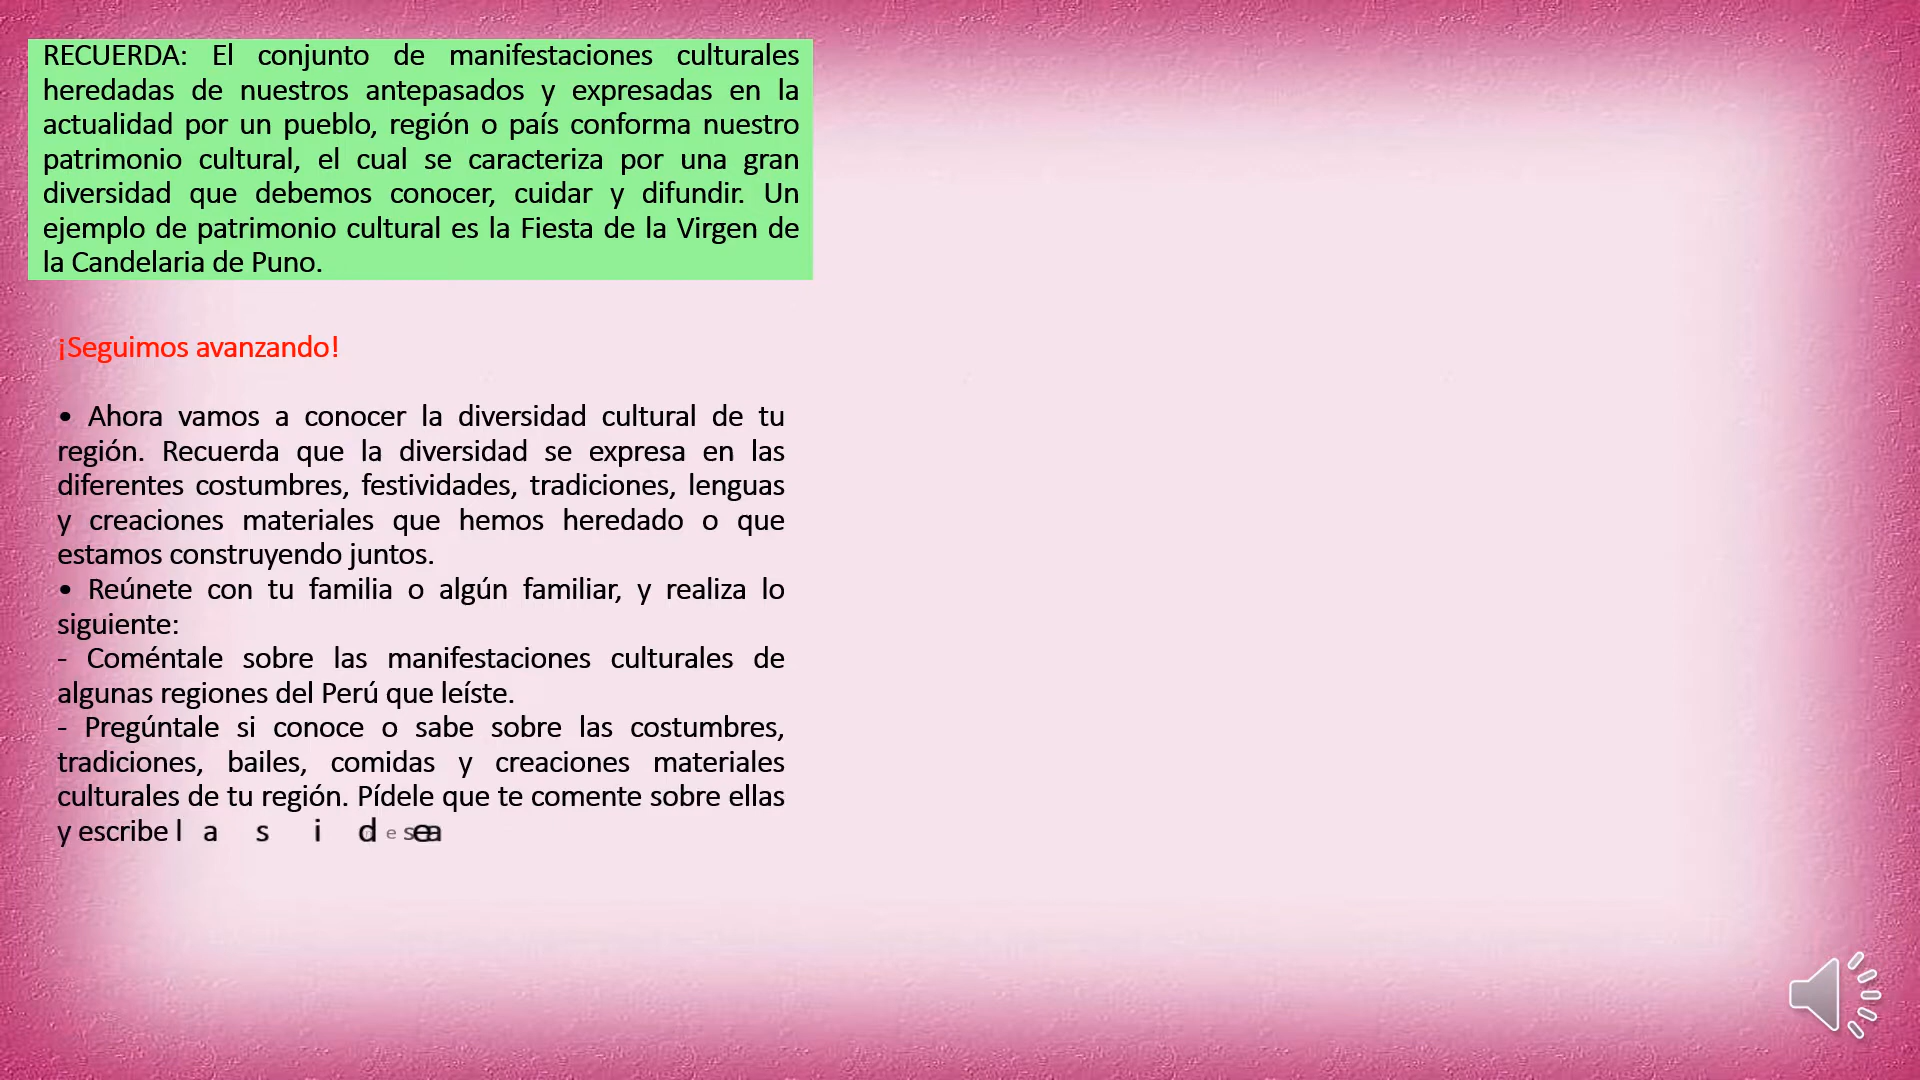 RECUERDA: El conjunto de manifestaciones culturales
heredadas de nuestros antepasados y expresadas en la
actualidad por un pueblo, región o país conforma nuestro
patrimonio cultural, el cual se caracteriza por una gran
diversidad que debemos conocer, cuidar y difundir. Un
ejemplo de patrimonio cultural es la Fiesta de la Virgen de
la Candelaria de Puno.
¡Seguimos avanzando!
• Ahora vamos a conocer la diversidad cultural de tu
región. Recuerda que la diversidad se expresa en las
diferentes costumbres, festividades, tradiciones, lenguas
y creaciones materiales que hemos heredado o que
estamos construyendo juntos.
• Reúnete con tu familia o algún familiar, y realiza lo
siguiente:
- Coméntale sobre las manifestaciones culturales de
algunas regiones del Perú que leíste.
- Pregúntale si conoce o sabe sobre las costumbres,
tradiciones, bailes, comidas y creaciones materiales
culturales de tu región. Pídele que te comente sobre ellas
y escribe las